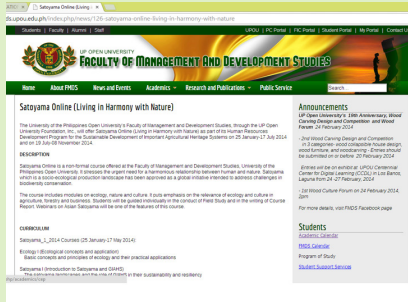 Satoyama Online (Living i
ds.upou.edu.ph/index.php/news/126-satoyama-online-living-in-harmony-with-nature
Students | Faculty | Alumni | Staff
UPOU | PC Portal | FIC Portal | Student Portal | My Portal | Contact U
UP OPEN UNIVERSITY
FACULTY OF MANAGEMENT AND DEVELOPMENT STUDIES
Home About FMDS News and Events Academics Research and Publications Public Service Search...
Satoyama Online (Living in Harmony with Nature)
The University of the Philippines Open University's Faculty of Management and Development Studies, through the UP Open
University Foundation, Inc., will offer Satoyama Online (Living in Harmony with Nature) as part of its Human Resources
Development Program for the Sustainable Development of Important Agricultural Heritage Systems on 25 January-17 July 2014
and on 19 July-08 November 2014.
DESCRIPTION
Satoyama Online is a non-formal course offered at the Faculty of Management and Development Studies, University of the
Philippines Open University. It stresses the urgent need for a harmonious relationship between human and nature. Satoyama
which is a socio-ecological production landscape has been approved as a global initiative intended to address challenges in
biodiversity conservation.
The course includes modules on ecology, nature and culture. It puts emphasis on the relevance of ecology and culture in
agriculture, forestry and business. Students will be guided individually in the conduct of Field Study and in the writing of Course
Report. Webinars on Asian Satoyama will be one of the features of this course.
CURRICULUM
Satoyama_1_2014 Courses (25 January-17 May 2014)
Ecology I (Ecological concepts and application)
Basic concepts and principles of ecology and their practical applications
Satoyama I (Introduction to Satoyama and GIAHS)
The satoyama landscapes and the role of GIAHS in their sustainability and resiliency
Announcements
UP Open University's 19th Anniversary, Wood
Carving Design and Competition and Wood
Forum 24 February 2014
- 2nd Wood Carving Design and Competition
in 3 categories- wood collapsible house design,
wood furniture, and woodcarving - Entries should
be submitted on or before 20 February 2014
- Entries will be on exhibit at UPOU's Community
Center for Digital Learning (CCDL) in Los Banos,
Laguna from 24 -27 February, 2014
- 1st Wood Culture Forum on 24 February 2014,
2pm.
For more details, visit FMDS Facebook page
Students
Academic Calendar
FMDS Calendar
Program of Study
Student Support Services